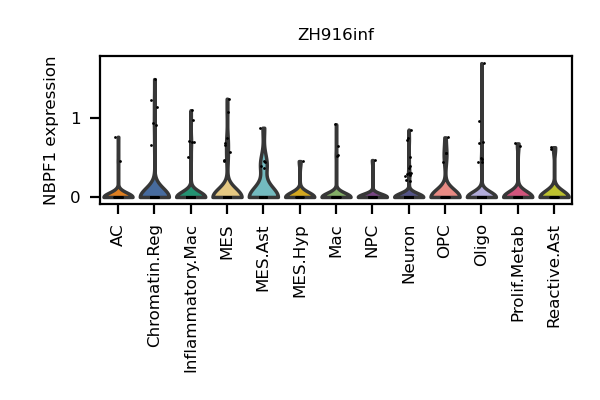 ZH916inf
NBPF1 expression
1
0
AC
Chromatin.Reg
Inflammatory.Mac
MES
MES.Ast
MES.Hyp
Mac
NPC
Neuron
OPC
Oligo
Prolif.Metab
Reactive.Ast